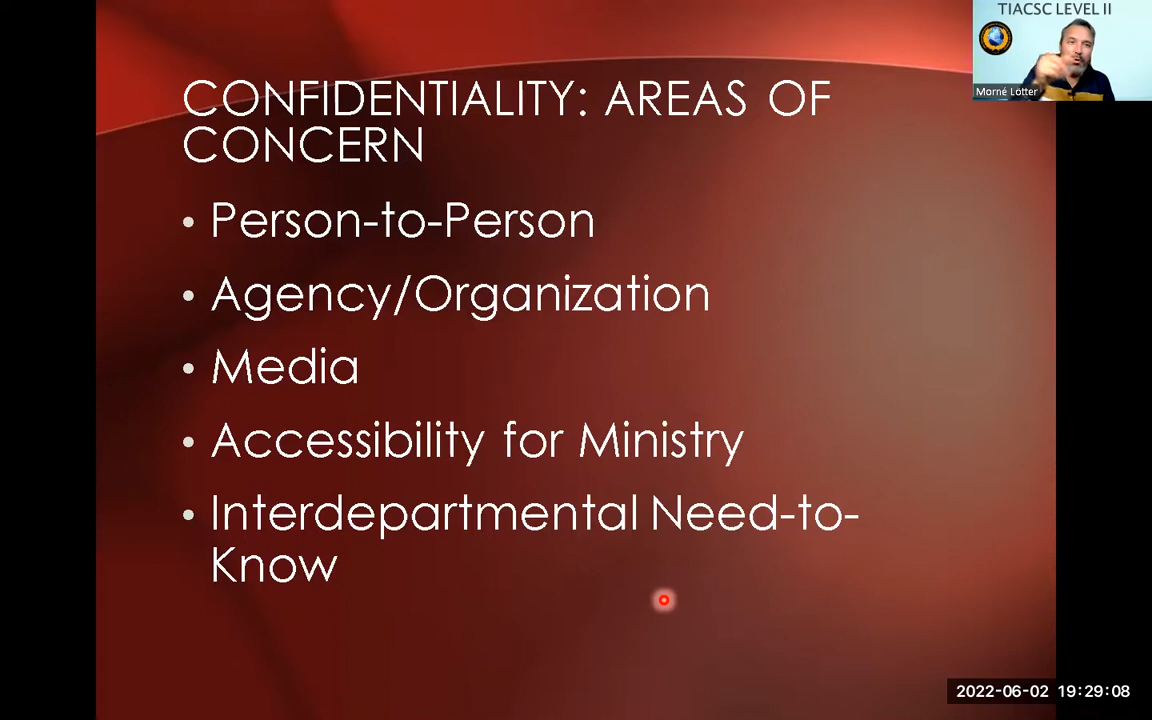 TIACSC LEVEL II
Morné Lotter
CONFIDENTIALITY: AREAS OF
CONCERN
• Person-to-Person
• Agency/Organization
• Media
• Accessibility for Ministry
• Interdepartmental Need-to-
Know
2022-06-02 19:29:08